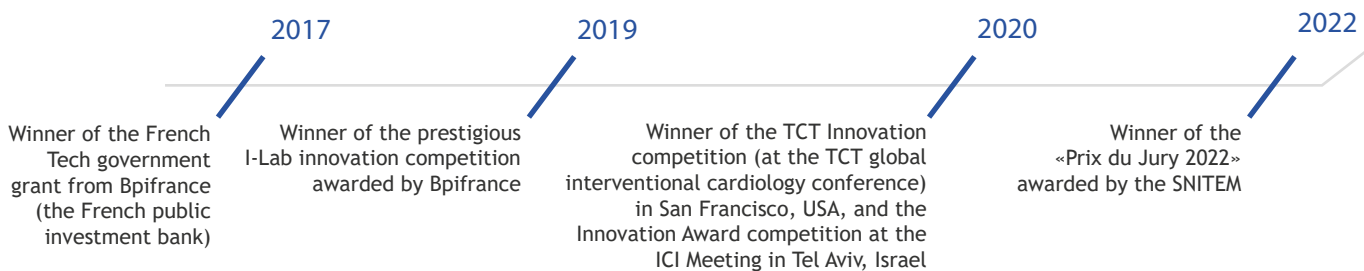 2017
2019
2020
2022
Winner of the French
Tech government
grant from Bpifrance
(the French public
investment bank)
Winner of the prestigious
I-Lab innovation competition
awarded by Bpifrance
Winner of the TCT Innovation
competition (at the TCT global
interventional cardiology conference)
in San Francisco, USA, and the
Innovation Award competition at the
ICI Meeting in Tel Aviv, Israel
Winner of the
«Prix du Jury 2022»
awarded by the SNITEM